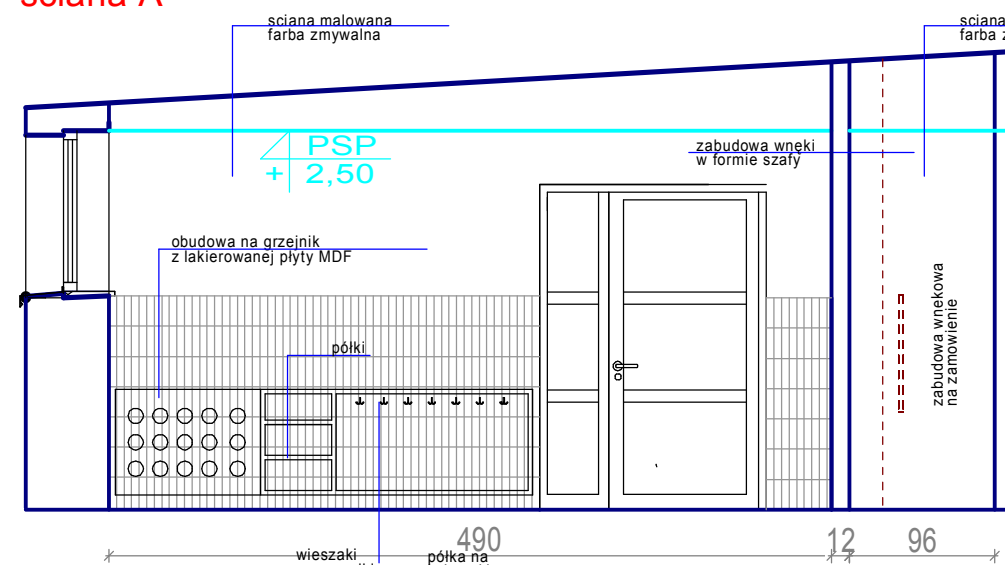 sciana A
sciana malowana
farba zmywalna
sciana
farba z
PSP
+ 2,50
zabudowa wnęki
w formie szafy
obudowa na grzejnik
z lakierowanej płyty MDF
półki
zabudowa wnekowa
na zamowienie
490
12
96
wieszaki
półka na